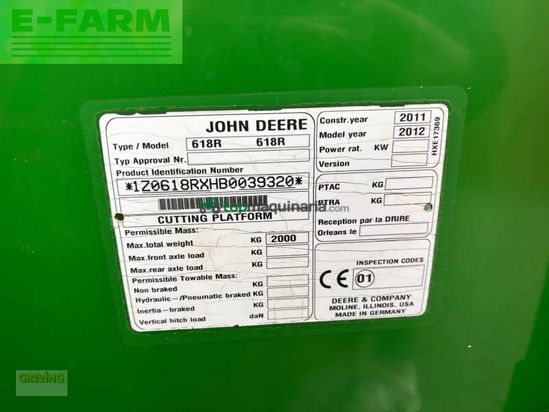 E-FARM
JOHN DEERE
Type / Model 618R 618R
Typ Approval Nr.
Product Identification Number
*1Z0618RXHB0039320*
topmaquinaria.com
CUTTING PLATFORM
Permissible Mass:
Max.total weight KG 2000
Max.front axle load KG
Max.rear axle load KG
Permissible Towable Mass:
Non braked KG
Hydraulic-/Pneumatic braked KG
Inertia-braked KG
Vertical hitch load daN
Constr.year 2011
Model year 2012
Power rat. KW
Version
HXE17369
PTAC KG
PTRA KG
Reception par la DRIRE
Orleans le
INSPECTION CODES
CE 01
DEERE & COMPANY
MOLINE, ILLINOIS, USA
MADE IN GERMANY
GREVING